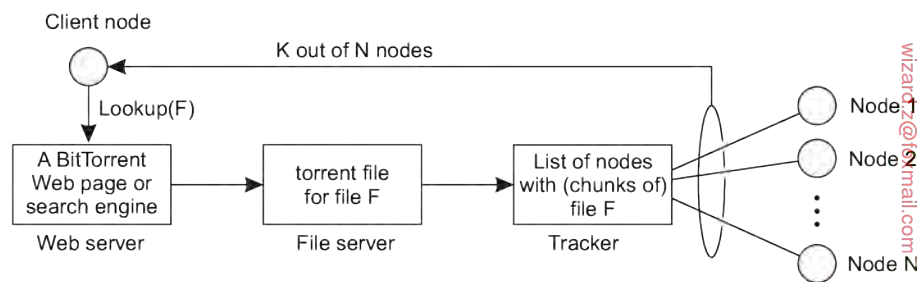 Client node
K out of N nodes
Lookup(F)
A BitTorrent
Web page or
search engine
Web server
torrent file
for file F
File server
List of nodes
with (chunks of)
file F
Tracker
Node 1
Node 2
Node N
wizard.z@foxmail.com